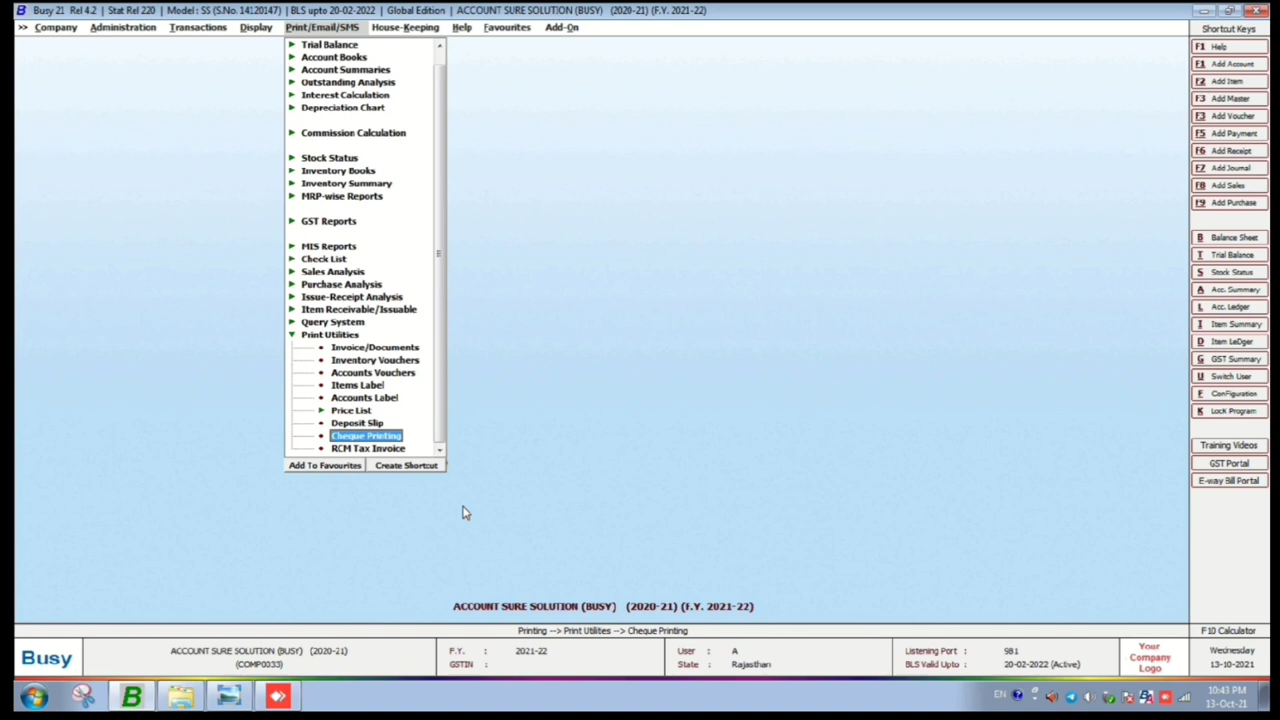 Busy 21 Rel 4.2 | Stat Rel 220 | Model : SS (S.No. 14120147) | BLS upto 20-02-2022 | Global Edition | ACCOUNT SURE SOLUTION (BUSY) (2020-21) (F.Y. 2021-22)
>> Company Administration Transactions Display Print/Email/SMS House-Keeping Help Favourites Add-On
Trial Balance
Account Books
Account Summaries
Outstanding Analysis
Interest Calculation
Depreciation Chart
Commission Calculation
Stock Status
Inventory Books
Inventory Summary
MRP-wise Reports
GST Reports
MIS Reports
Check List
Sales Analysis
Purchase Analysis
Issue-Receipt Analysis
Item Receivable/Issuable
Query System
Print Utilities
Invoice/Documents
Inventory Vouchers
Accounts Vouchers
Items Label
Accounts Label
Price List
Deposit Slip
Cheque Printing
RCM Tax Invoice
Add To Favourites Create Shortcut
Shortcut Keys
F1 Help
F1 Add Account
F2 Add Item
F3 Add Master
F3 Add Voucher
F5 Add Payment
F6 Add Receipt
F7 Add Journal
F8 Add Sales
F9 Add Purchase
B Balance Sheet
T Trial Balance
S Stock Status
A Acc. Summary
L Acc. Ledger
I Item Summary
D Item LeDger
G GST Summary
U Switch User
F ConFiguration
K LocK Program
Training Videos
GST Portal
E-way Bill Portal
ACCOUNT SURE SOLUTION (BUSY) (2020-21) (F.Y. 2021-22)
Printing --> Print Utilites --> Cheque Printing
F10 Calculator
Busy
ACCOUNT SURE SOLUTION (BUSY) (2020-21)
(COMP0033)
F.Y. : 2021-22
GSTIN :
User : A
State : Rajasthan
Listening Port : 981
BLS Valid Upto : 20-02-2022 (Active)
Your
Company
Logo
Wednesday
13-10-2021
EN
10:43 PM
13-Oct-21